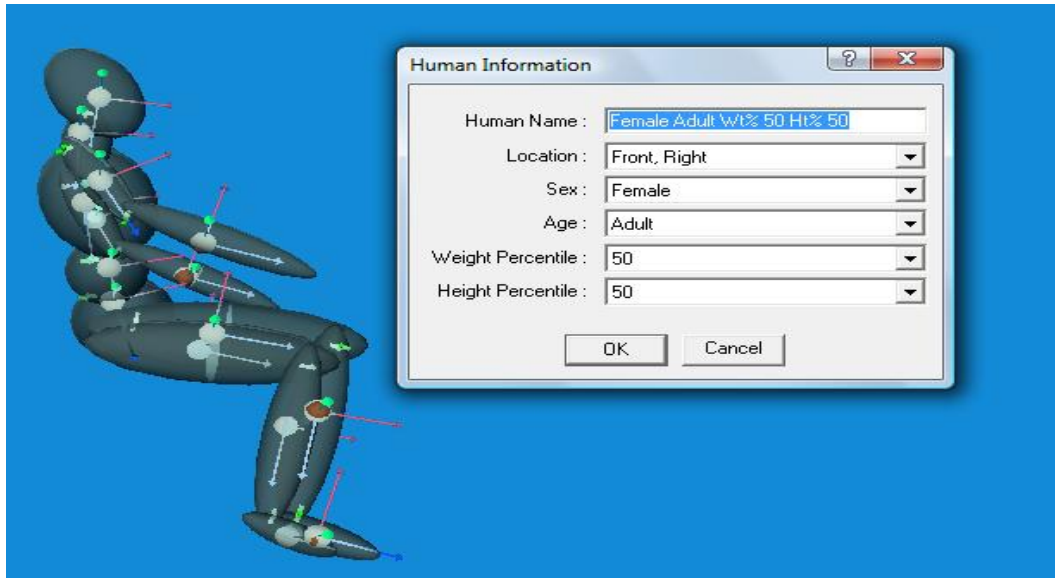 Human Information
Human Name : Female Adult Wt% 50 Ht% 50
Location : Front, Right
Sex : Female
Age : Adult
Weight Percentile : 50
Height Percentile : 50
OK Cancel